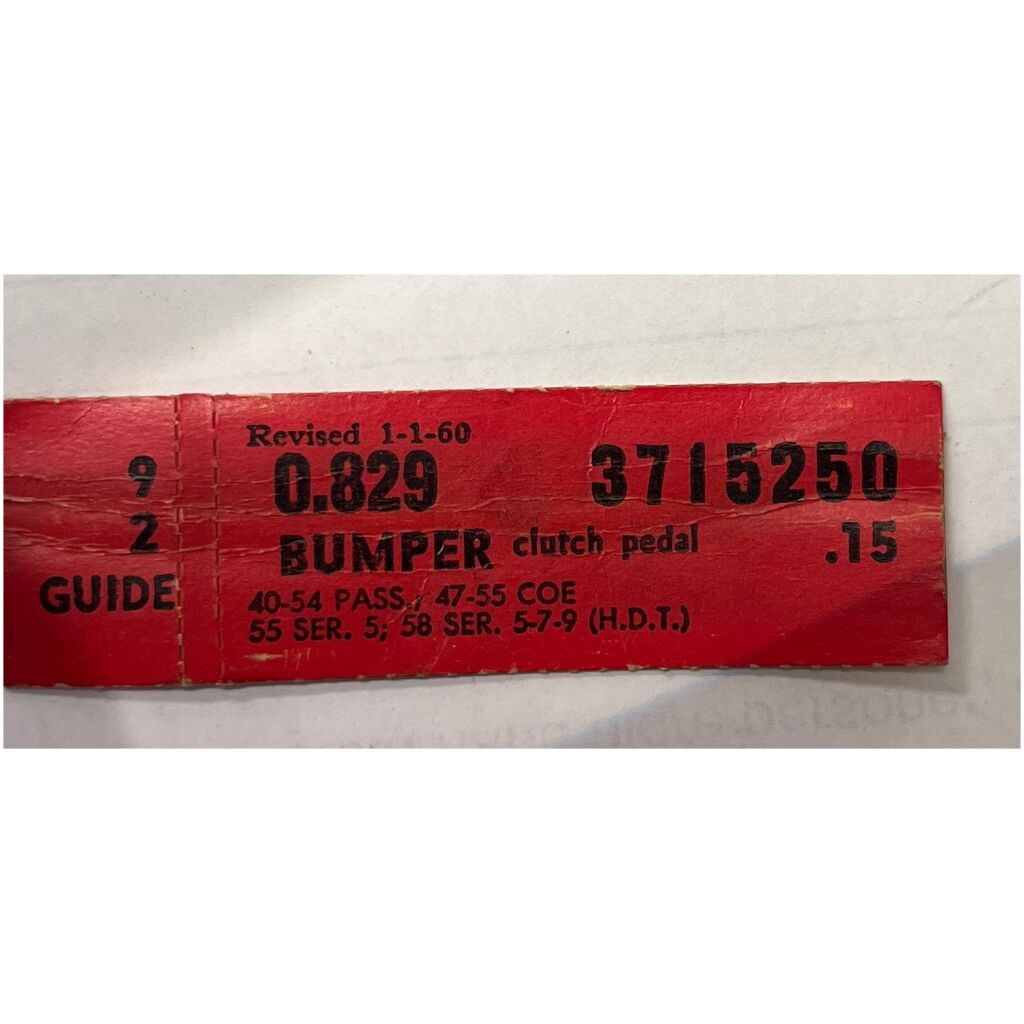 9
2
GUIDE
Revised 1-1-60
0.829 3715250
BUMPER clutch pedal .15
40-54 PASS.; 47-55 COE
55 SER. 5; 58 SER. 5-7-9 (H.D.T.)